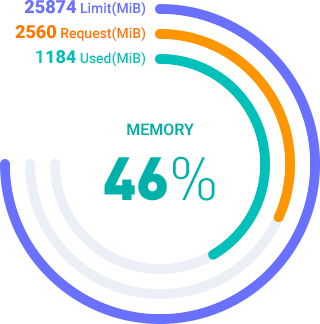 25874 Limit(MiB)
2560 Request(MiB)
1184 Used(MiB)
MEMORY
46%